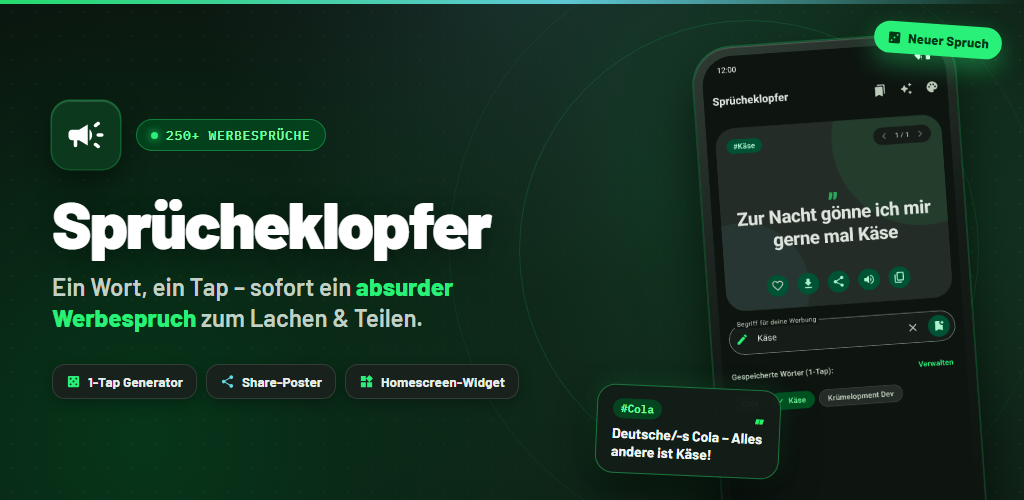 250+ WERBESPRÜCHE
Sprücheklopfer
Ein Wort, ein Tap – sofort ein absurder
Werbespruch zum Lachen & Teilen.
1-Tap Generator
Share-Poster
Homescreen-Widget
Neuer Spruch
12:00
Sprücheklopfer
#Käse
1 / 1
"
Zur Nacht gönne ich mir
gerne mal Käse
Begriff für deine Werbung
Käse
Gespeicherte Wörter (1-Tap):
Verwalten
Käse
Krümelopment Dev
#Cola
"
Deutsche/-s Cola – Alles
andere ist Käse!